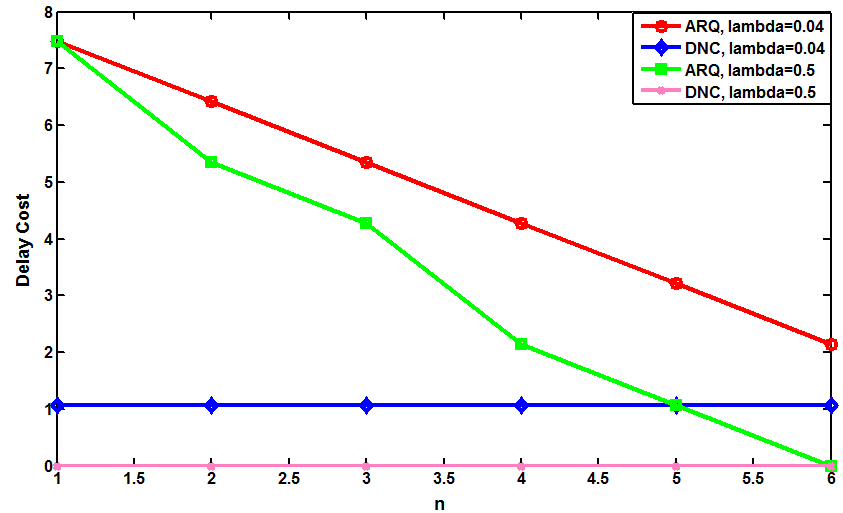 8
7
6
5
4
3
2
1
0
Delay Cost
ARQ, lambda=0.04
DNC, lambda=0.04
ARQ, lambda=0.5
DNC, lambda=0.5
1 1.5 2 2.5 3 3.5 4 4.5 5 5.5 6
n